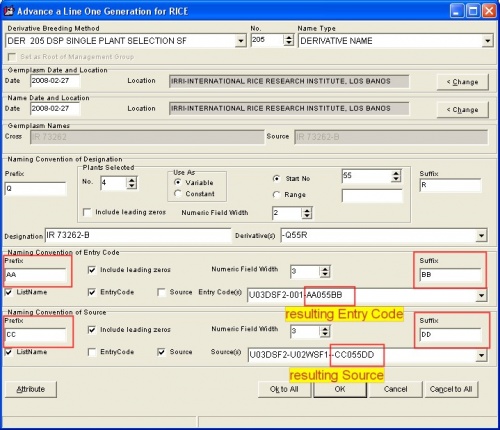 Advance a Line One Generation for RICE
Derivative Breeding Method No. Name Type
DER 205 DSP SINGLE PLANT SELECTION SF 205 DERIVATIVE NAME
Set as Root of Management Group
Germplasm Date and Location
Date 2008-02-27 Location IRRI-INTERNATIONAL RICE RESEARCH INSTITUTE, LOS BANOS < Change
Name Date and Location
Date 2008-02-27 Location IRRI-INTERNATIONAL RICE RESEARCH INSTITUTE, LOS BANOS < Change
Germplasm Names
Cross IR 73262 Source IR 73262-B
Naming Convention of Designation
Prefix Plants Selected Use As Start No 55 Suffix
Q No. 4 Variable R
Constant Range
Include leading zeros Numeric Field Width 2
Designation IR 73262-B Derivative(s) -Q55R
Naming Convention of Entry Code
Prefix Suffix
AA Include leading zeros Numeric Field Width 3 BB
ListName EntryCode Source Entry Code(s) U03DSF2-001-AA055BB
resulting Entry Code
Naming Convention of Source
Prefix Suffix
CC Include leading zeros Numeric Field Width 3 DD
ListName EntryCode Source Source(s) U03DSF2-U02WSF1--CC055DD
resulting Source
Attribute Ok to All OK Cancel Cancel to All